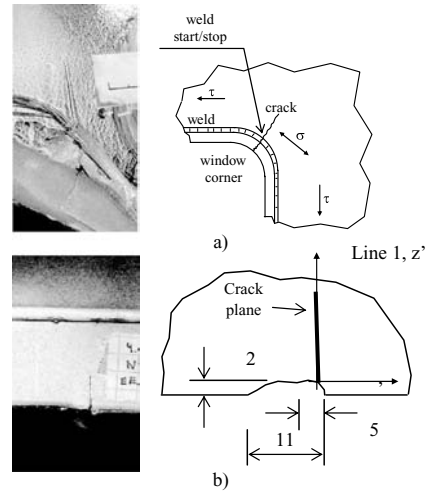 weld
start/stop
τ
crack
weld
σ
window
corner
τ
a)
Line 1, z’
Crack
plane
2
,
5
11
b)